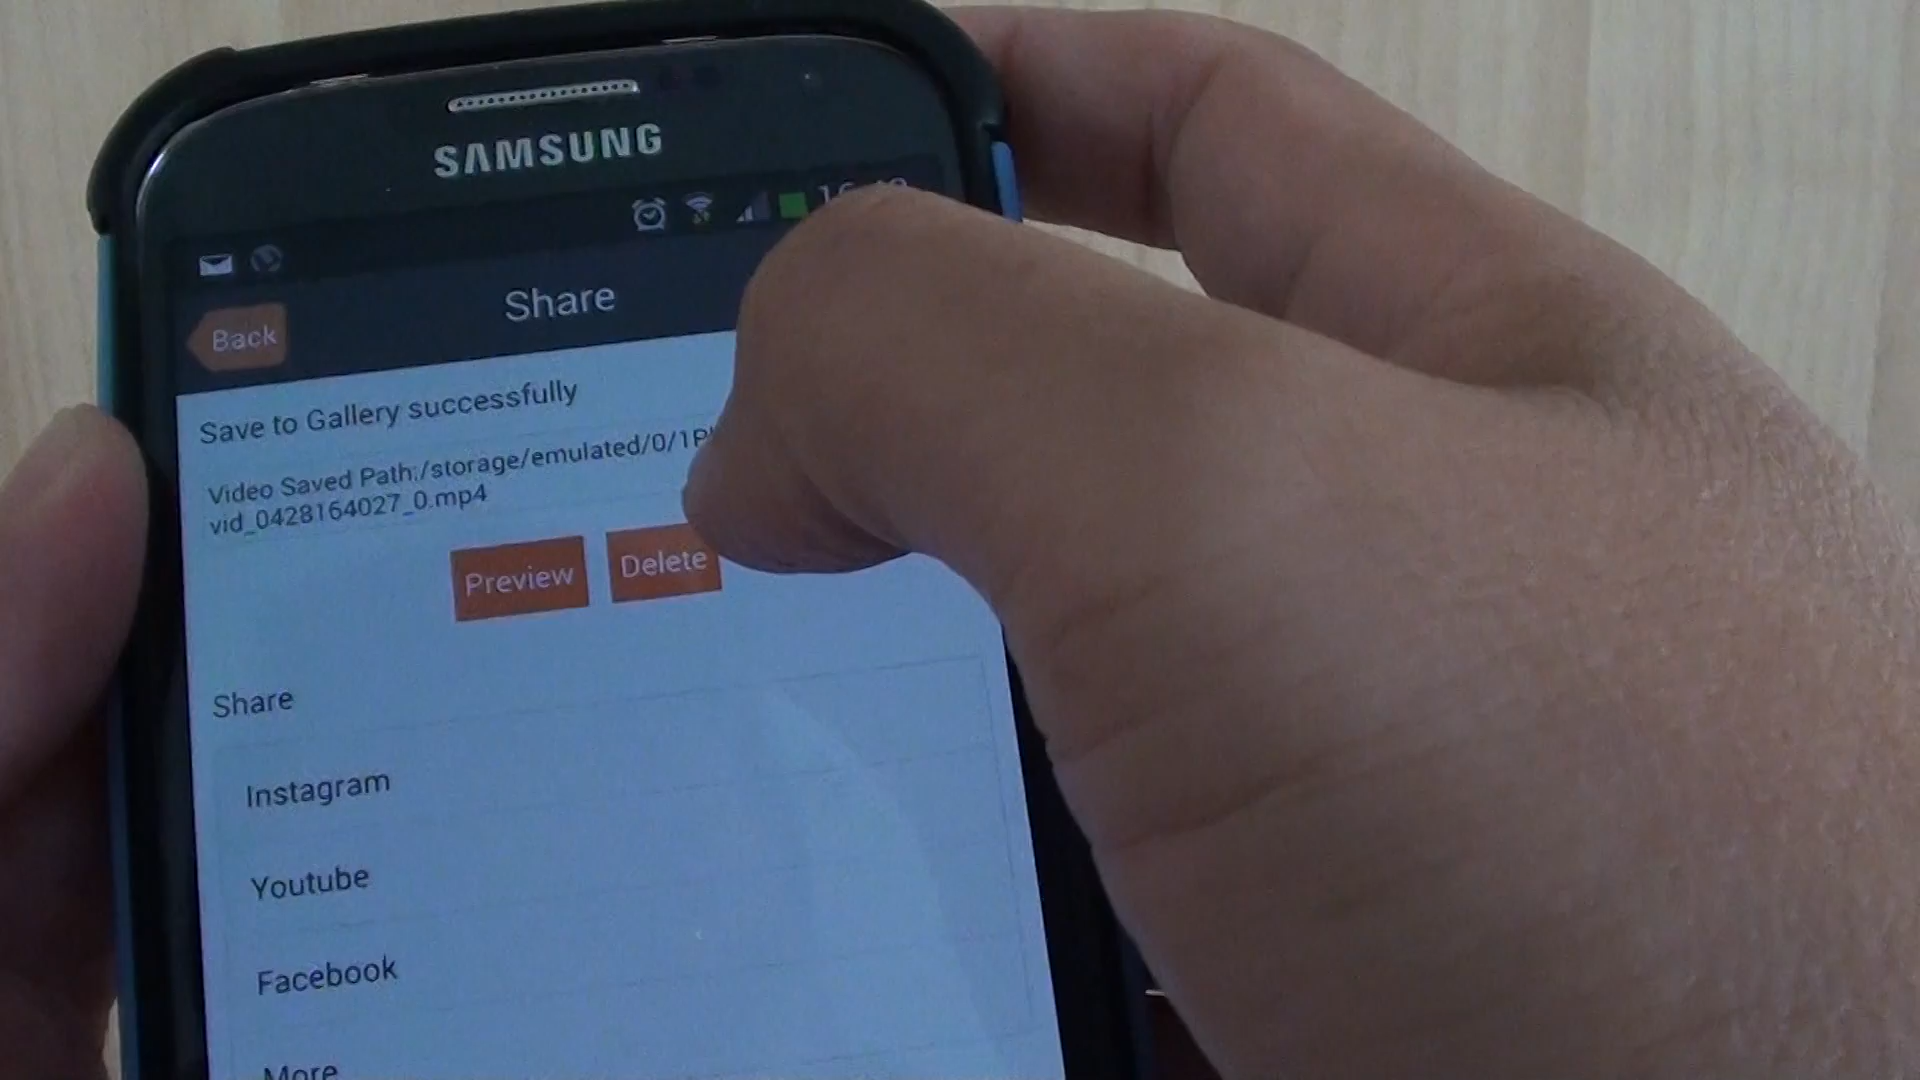 SAMSUNG
Back
Share
Save to Gallery successfully
Video Saved Path:/storage/emulated/0/1P
vid_0428164027_0.mp4
Preview
Delete
Share
Instagram
Youtube
Facebook
More